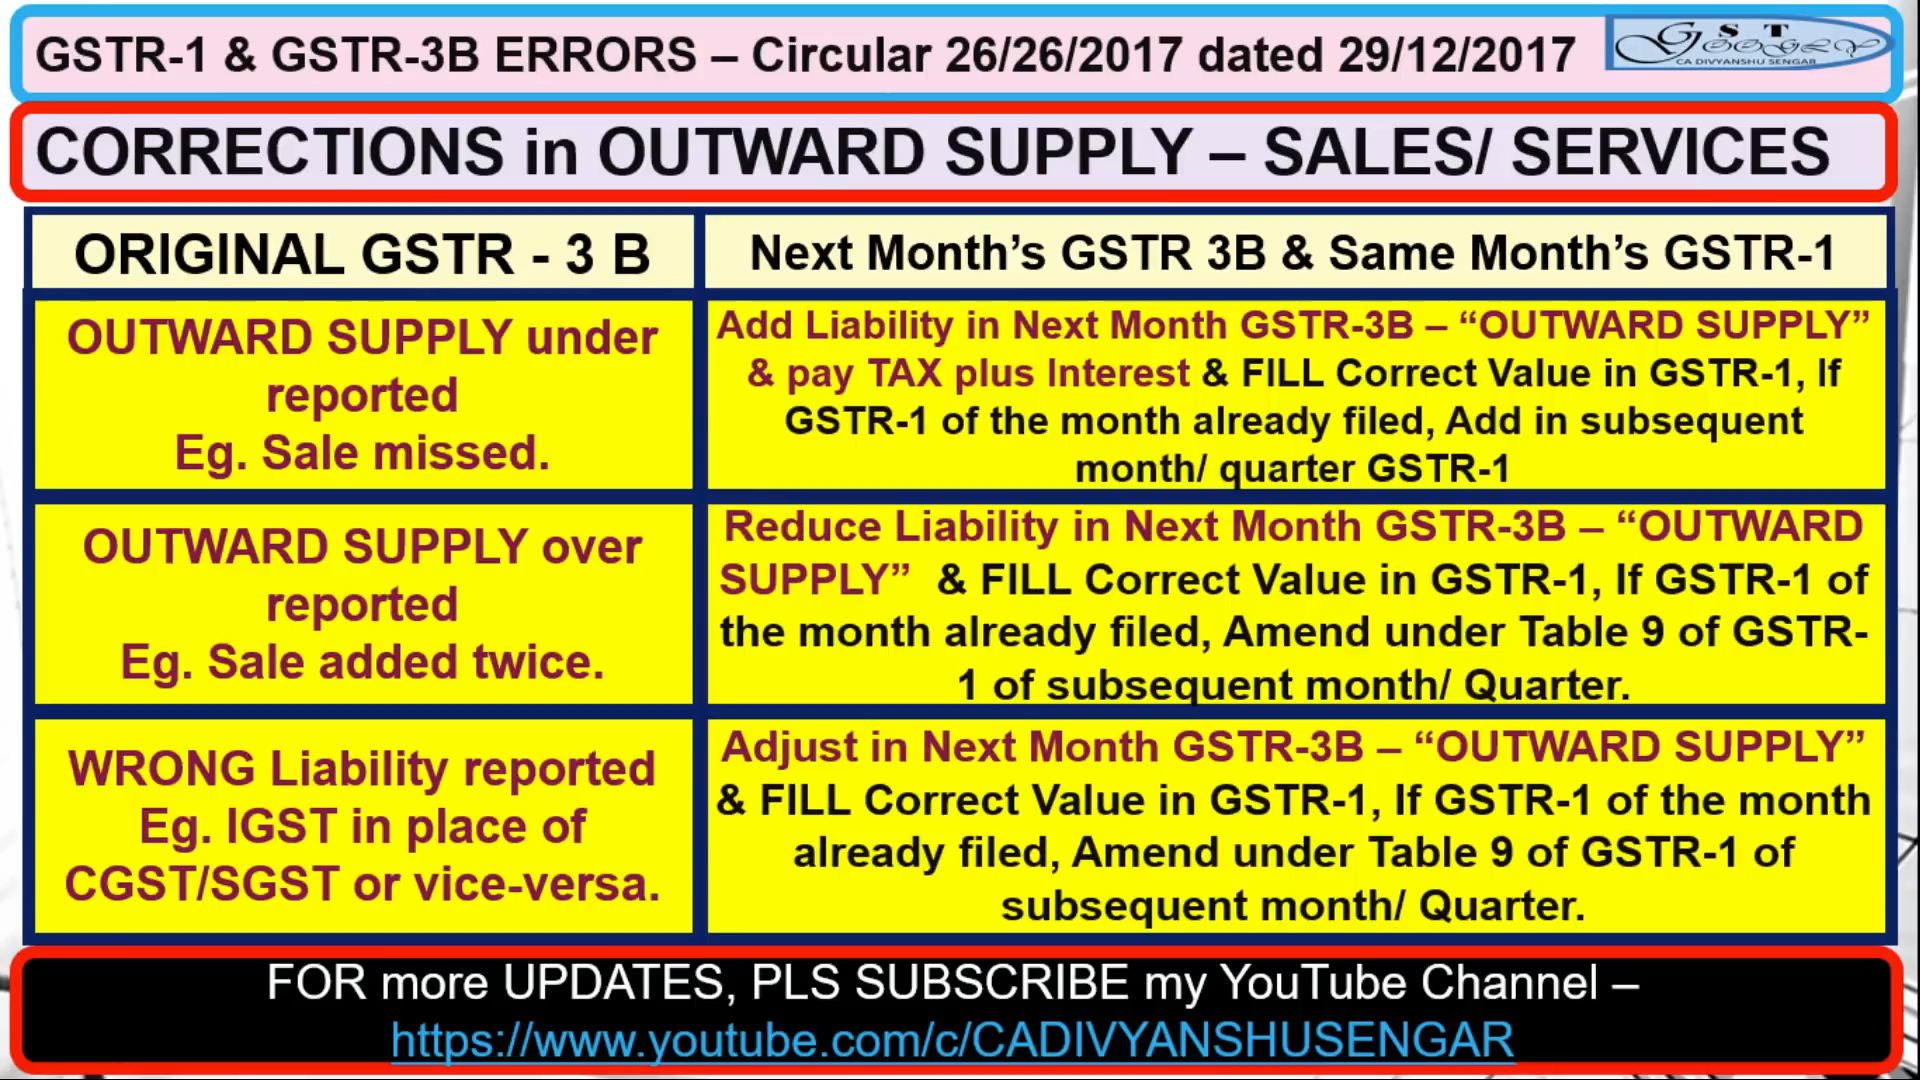 GSTR-1 & GSTR-3B ERRORS – Circular 26/26/2017 dated 29/12/2017
GST
GOOGLY
CA DIVYANSHU SENGAR
CORRECTIONS in OUTWARD SUPPLY – SALES/ SERVICES
ORIGINAL GSTR - 3 B
Next Month’s GSTR 3B & Same Month’s GSTR-1
OUTWARD SUPPLY under
reported
Eg. Sale missed.
Add Liability in Next Month GSTR-3B – “OUTWARD SUPPLY”
& pay TAX plus Interest & FILL Correct Value in GSTR-1, If
GSTR-1 of the month already filed, Add in subsequent
month/ quarter GSTR-1
OUTWARD SUPPLY over
reported
Eg. Sale added twice.
Reduce Liability in Next Month GSTR-3B – “OUTWARD
SUPPLY” & FILL Correct Value in GSTR-1, If GSTR-1 of
the month already filed, Amend under Table 9 of GSTR-
1 of subsequent month/ Quarter.
WRONG Liability reported
Eg. IGST in place of
CGST/SGST or vice-versa.
Adjust in Next Month GSTR-3B – “OUTWARD SUPPLY”
& FILL Correct Value in GSTR-1, If GSTR-1 of the month
already filed, Amend under Table 9 of GSTR-1 of
subsequent month/ Quarter.
FOR more UPDATES, PLS SUBSCRIBE my YouTube Channel –
https://www.youtube.com/c/CADIVYANSHUSENGAR